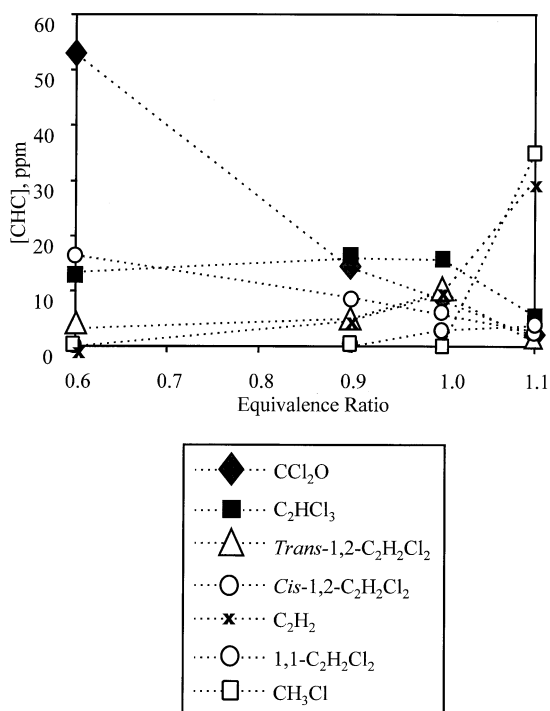 60
50
40
30
20
10
0
[CHC], ppm
0.6 0.7 0.8 0.9 1.0 1.1
Equivalence Ratio
CCl₂O
C₂HCl₃
Trans-1,2-C₂H₂Cl₂
Cis-1,2-C₂H₂Cl₂
C₂H₂
1,1-C₂H₂Cl₂
CH₃Cl